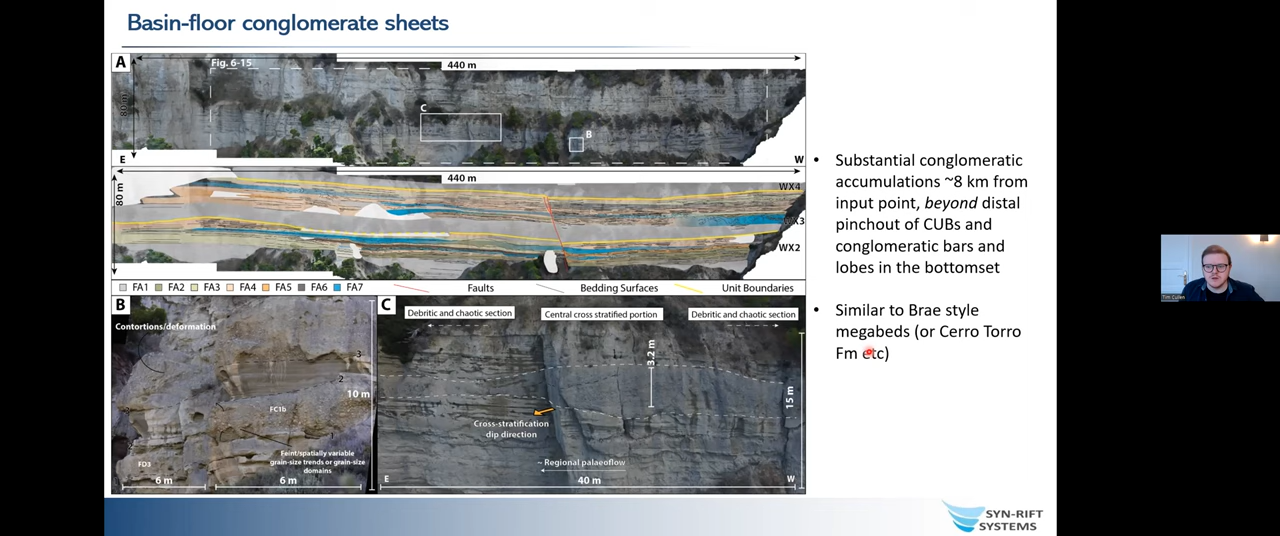 Basin-floor conglomerate sheets
A
Fig. 6-15
440 m
80 m
C
B
E
W
440 m
80 m
WX4
WX3
WX2
FA1 FA2 FA3 FA4 FA5 FA6 FA7 Faults Bedding Surfaces Unit Boundaries
B
Contortions/deformation
3
2
10 m
FC1b
1
3
2
Feint/spatially variable
grain-size trends or grain-size
domains
FD3
6 m
6 m
C
Debritic and chaotic section
Central cross stratified portion
Debritic and chaotic section
3.2 m
15 m
Cross-stratification
dip direction
~ Regional palaeoflow
E
40 m
W
• Substantial conglomeratic
accumulations ~8 km from
input point, beyond distal
pinchout of CUBs and
conglomeratic bars and
lobes in the bottomset
• Similar to Brae style
megabeds (or Cerro Torro
Fm etc)
SYN-RIFT
SYSTEMS
Tim Cullen